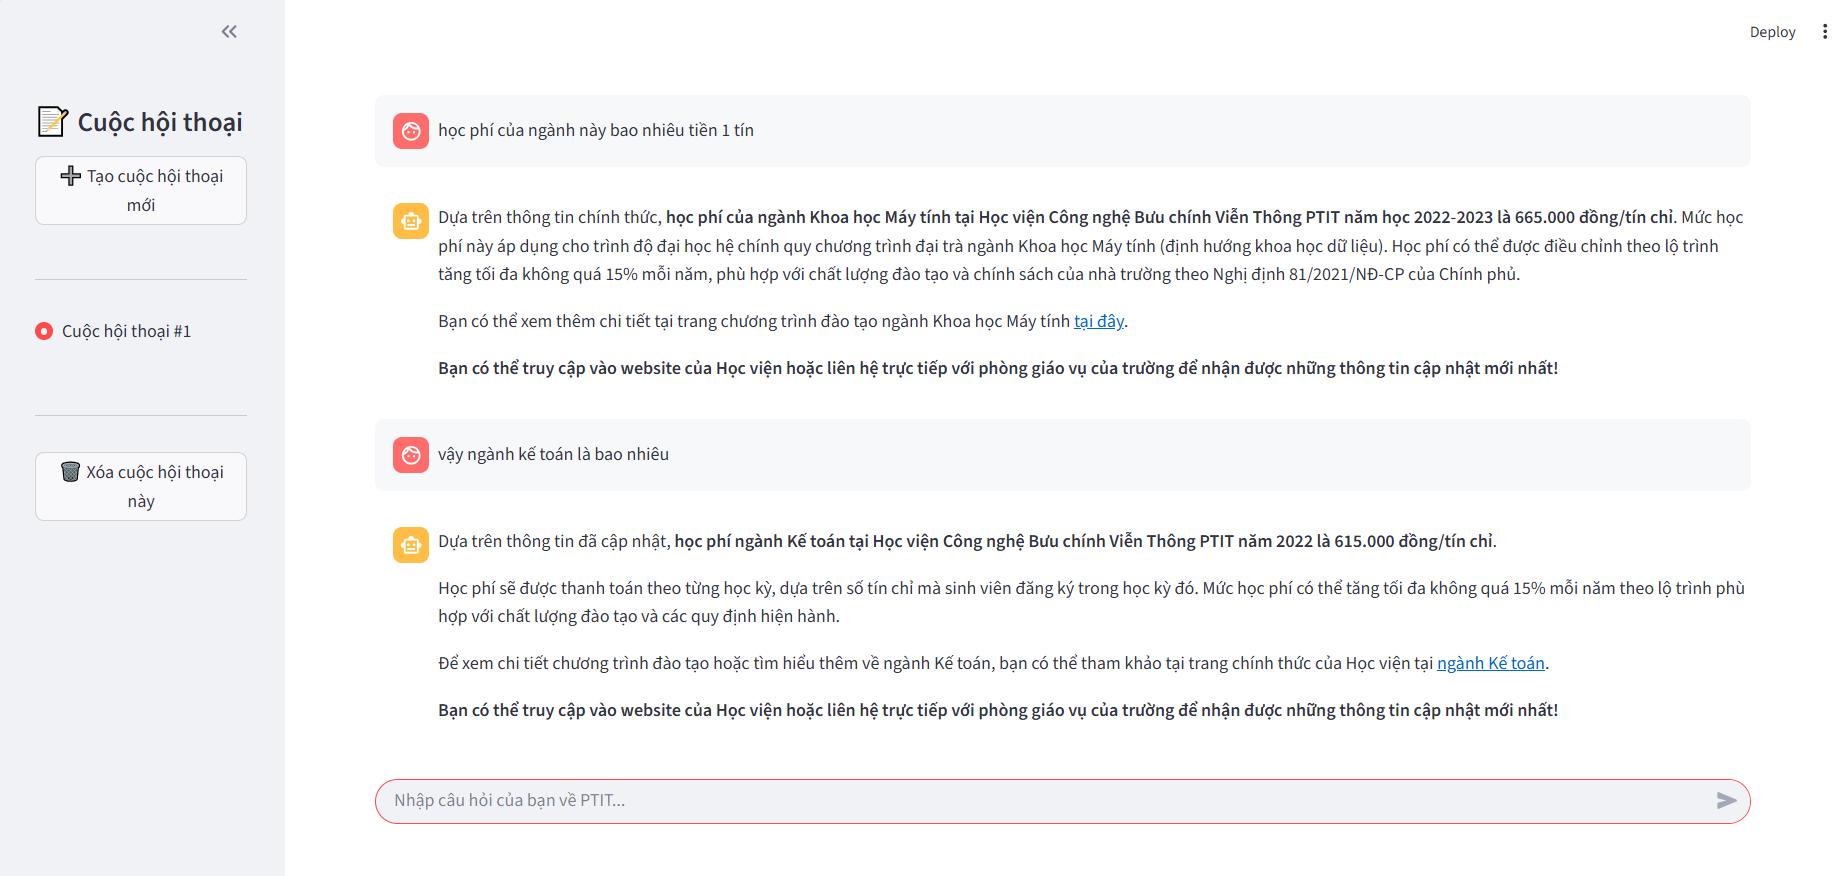 Deploy
Cuộc hội thoại
Tạo cuộc hội thoại
mới
Cuộc hội thoại #1
Xóa cuộc hội thoại
này
học phí của ngành này bao nhiêu tiền 1 tín
Dựa trên thông tin chính thức, học phí của ngành Khoa học Máy tính tại Học viện Công nghệ Bưu chính Viễn Thông PTIT năm học 2022-2023 là 665.000 đồng/tín chỉ. Mức học
phí này áp dụng cho trình độ đại học hệ chính quy chương trình đại trà ngành Khoa học Máy tính (định hướng khoa học dữ liệu). Học phí có thể được điều chỉnh theo lộ trình
tăng tối đa không quá 15% mỗi năm, phù hợp với chất lượng đào tạo và chính sách của nhà trường theo Nghị định 81/2021/NĐ-CP của Chính phủ.
Bạn có thể xem thêm chi tiết tại trang chương trình đào tạo ngành Khoa học Máy tính tại đây.
Bạn có thể truy cập vào website của Học viện hoặc liên hệ trực tiếp với phòng giáo vụ của trường để nhận được những thông tin cập nhật mới nhất!
vậy ngành kế toán là bao nhiêu
Dựa trên thông tin đã cập nhật, học phí ngành Kế toán tại Học viện Công nghệ Bưu chính Viễn Thông PTIT năm 2022 là 615.000 đồng/tín chỉ.
Học phí sẽ được thanh toán theo từng học kỳ, dựa trên số tín chỉ mà sinh viên đăng ký trong học kỳ đó. Mức học phí có thể tăng tối đa không quá 15% mỗi năm theo lộ trình phù
hợp với chất lượng đào tạo và các quy định hiện hành.
Để xem chi tiết chương trình đào tạo hoặc tìm hiểu thêm về ngành Kế toán, bạn có thể tham khảo tại trang chính thức của Học viện tại ngành Kế toán.
Bạn có thể truy cập vào website của Học viện hoặc liên hệ trực tiếp với phòng giáo vụ của trường để nhận được những thông tin cập nhật mới nhất!
Nhập câu hỏi của bạn về PTIT...